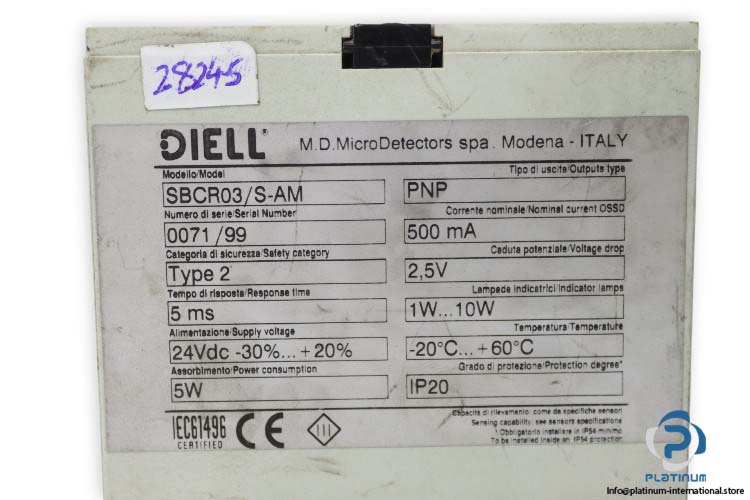 28245
DIELL
M.D.MicroDetectors spa. Modena - ITALY
Modello/Model
SBCR03/S-AM
Tipo di uscite/Outputs type
PNP
Numero di serie/Serial Number
0071/99
Corrente nominale/Nominal current OSSD
500 mA
Categoria di sicurezza/Safety category
Type 2
Caduta potenziale/Voltage drop
2,5V
Tempo di risposta/Response time
5 ms
Lampade indicatrici/Indicator lamps
1W...10W
Alimentazione/Supply voltage
24Vdc -30%...+20%
Temperatura/Temperature
-20°C...+60°C
Assorbimento/Power consumption
5W
Grado di protezione/Protection degree*
IP20
IEC61496
CERTIFIED
CE
III
Capacità di rilevamento: come da specifiche sensori
Sensing capability: see sensors specifications
* Obbligatorio installare in IP54 minimo
To be installed inside an IP54 protection
PLATINUM
Info@platinum-international.store